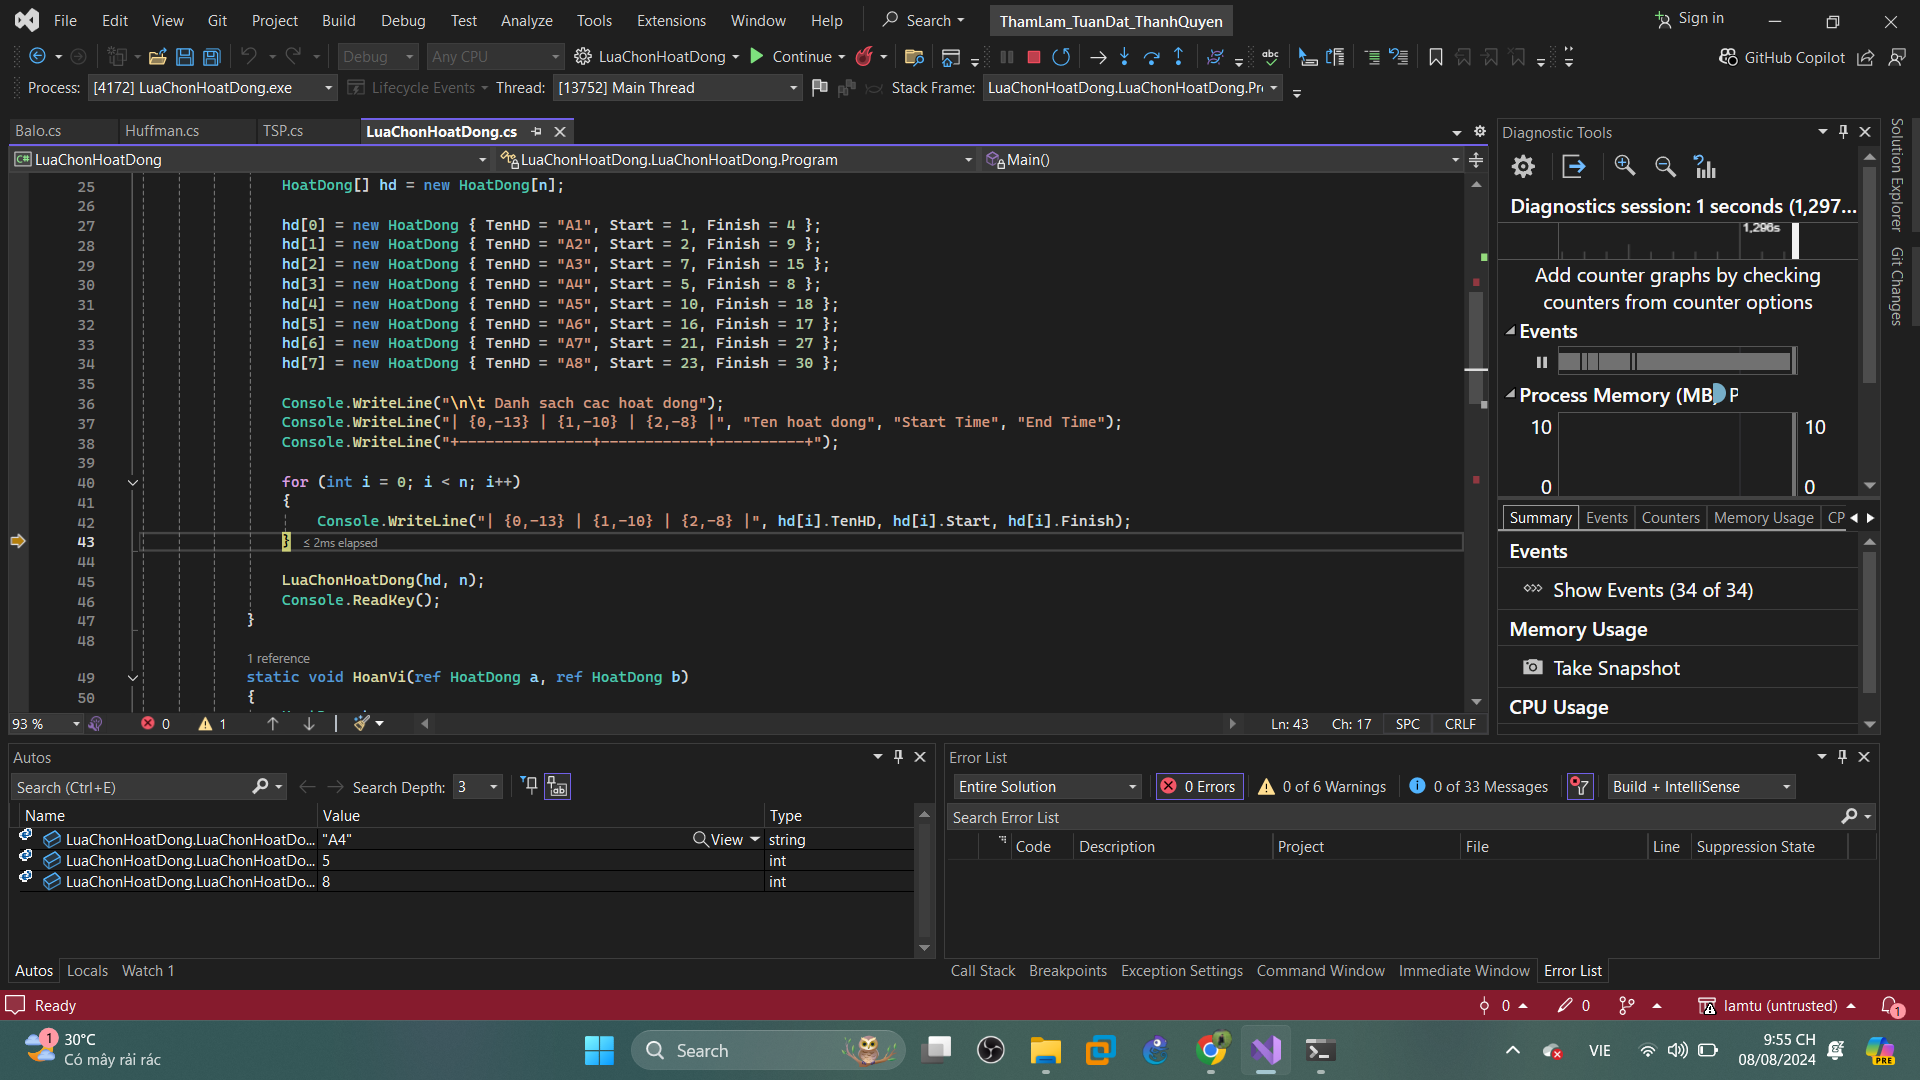 File Edit View Git Project Build Debug Test Analyze Tools Extensions Window Help Search ThamLam_TuanDat_ThanhQuyen Sign in
Debug Any CPU LuaChonHoatDong Continue GitHub Copilot
Process: [4172] LuaChonHoatDong.exe Lifecycle Events Thread: [13752] Main Thread Stack Frame: LuaChonHoatDong.LuaChonHoatDong.Pr
Balo.cs Huffman.cs TSP.cs LuaChonHoatDong.cs
LuaChonHoatDong LuaChonHoatDong.LuaChonHoatDong.Program Main()
25 HoatDong[] hd = new HoatDong[n];
26
27 hd[0] = new HoatDong { TenHD = "A1", Start = 1, Finish = 4 };
28 hd[1] = new HoatDong { TenHD = "A2", Start = 2, Finish = 9 };
29 hd[2] = new HoatDong { TenHD = "A3", Start = 7, Finish = 15 };
30 hd[3] = new HoatDong { TenHD = "A4", Start = 5, Finish = 8 };
31 hd[4] = new HoatDong { TenHD = "A5", Start = 10, Finish = 18 };
32 hd[5] = new HoatDong { TenHD = "A6", Start = 16, Finish = 17 };
33 hd[6] = new HoatDong { TenHD = "A7", Start = 21, Finish = 27 };
34 hd[7] = new HoatDong { TenHD = "A8", Start = 23, Finish = 30 };
35
36 Console.WriteLine("\n\t Danh sach cac hoat dong");
37 Console.WriteLine("| {0,-13} | {1,-10} | {2,-8} |", "Ten hoat dong", "Start Time", "End Time");
38 Console.WriteLine("+---------------+------------+----------+");
39
40 for (int i = 0; i < n; i++)
41 {
42 Console.WriteLine("| {0,-13} | {1,-10} | {2,-8} |", hd[i].TenHD, hd[i].Start, hd[i].Finish);
43 } ≤ 2ms elapsed
44
45 LuaChonHoatDong(hd, n);
46 Console.ReadKey();
47 }
48
1 reference
49 static void HoanVi(ref HoatDong a, ref HoatDong b)
50 {
93 % 0 1 Ln: 43 Ch: 17 SPC CRLF
Diagnostic Tools
Diagnostics session: 1 seconds (1,297...
1,296s
Add counter graphs by checking
counters from counter options
Events
Process Memory (MB) P
10 10
0 0
Summary Events Counters Memory Usage CP
Events
Show Events (34 of 34)
Memory Usage
Take Snapshot
CPU Usage
Solution Explorer
Git Changes
Autos
Search (Ctrl+E) Search Depth: 3
Name Value Type
LuaChonHoatDong.LuaChonHoatDo... "A4" View string
LuaChonHoatDong.LuaChonHoatDo... 5 int
LuaChonHoatDong.LuaChonHoatDo... 8 int
Autos Locals Watch 1
Error List
Entire Solution 0 Errors 0 of 6 Warnings 0 of 33 Messages Build + IntelliSense
Search Error List
Code Description Project File Line Suppression State
Call Stack Breakpoints Exception Settings Command Window Immediate Window Error List
Ready 0 0 lamtu (untrusted) 1
1 30°C
Có mây rải rác
Search
VIE
9:55 CH
08/08/2024
PRE